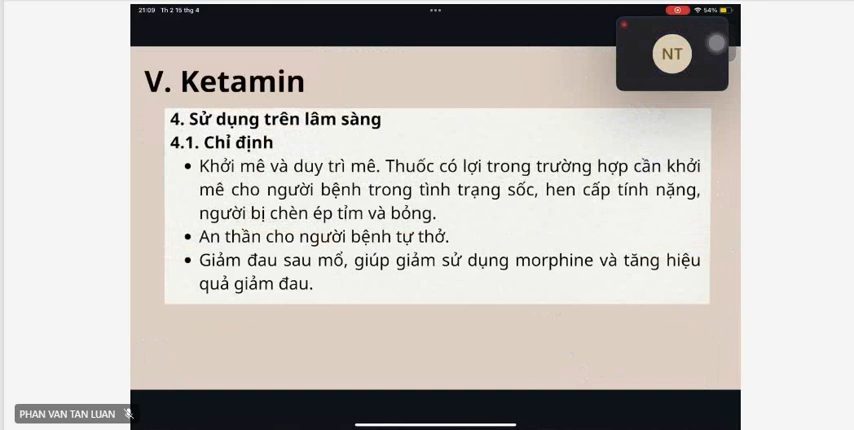 21:09 Th 2 15 thg 4
54%
NT
V. Ketamin
4. Sử dụng trên lâm sàng
4.1. Chỉ định
• Khởi mê và duy trì mê. Thuốc có lợi trong trường hợp cần khởi
mê cho người bệnh trong tình trạng sốc, hen cấp tính nặng,
người bị chèn ép tỉm và bỏng.
• An thần cho người bệnh tự thở.
• Giảm đau sau mổ, giúp giảm sử dụng morphine và tăng hiệu
quả giảm đau.
PHAN VAN TAN LUAN